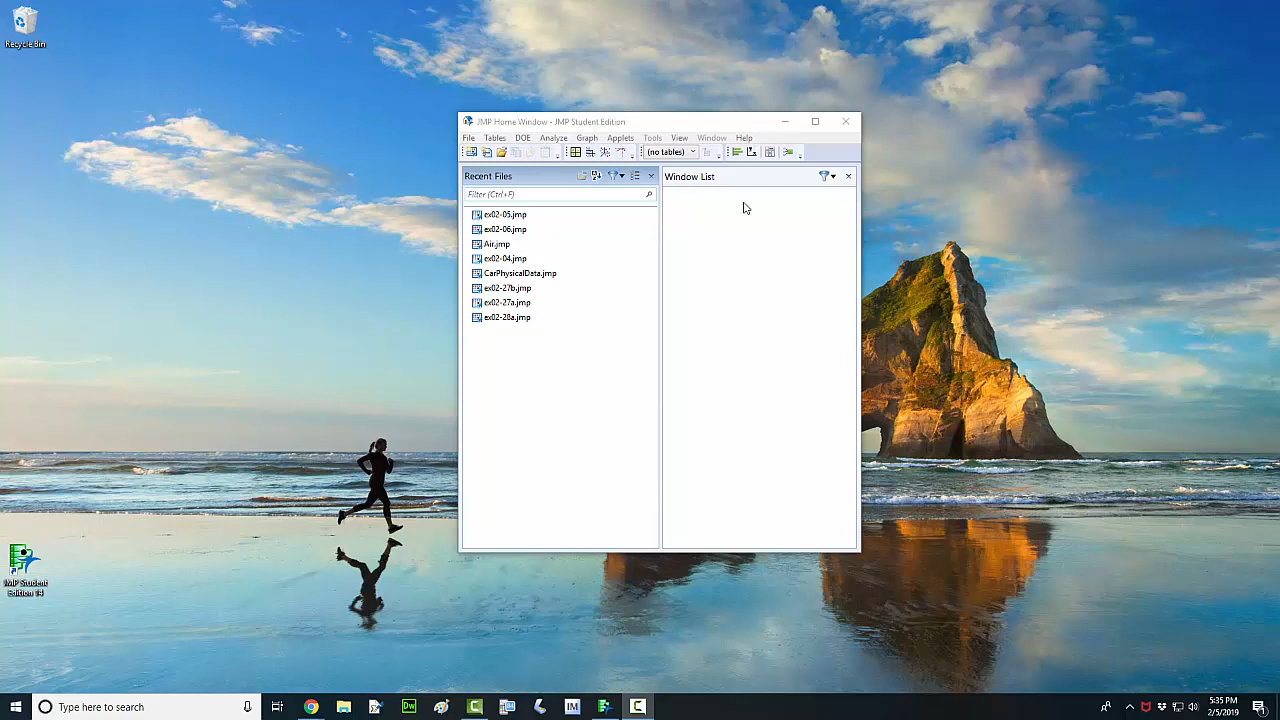 Recycle Bin
JMP Home Window - JMP Student Edition
File Tables DOE Analyze Graph Applets Tools View Window Help
(no tables)
Recent Files
Filter (Ctrl+F)
ex02-05.jmp
ex02-06.jmp
Air.jmp
ex02-04.jmp
CarPhysicalData.jmp
ex02-27b.jmp
ex02-27a.jmp
ex02-28a.jmp
Window List
JMP Student
Edition 14
Type here to search
Dw
IM
5:35 PM
2/5/2019